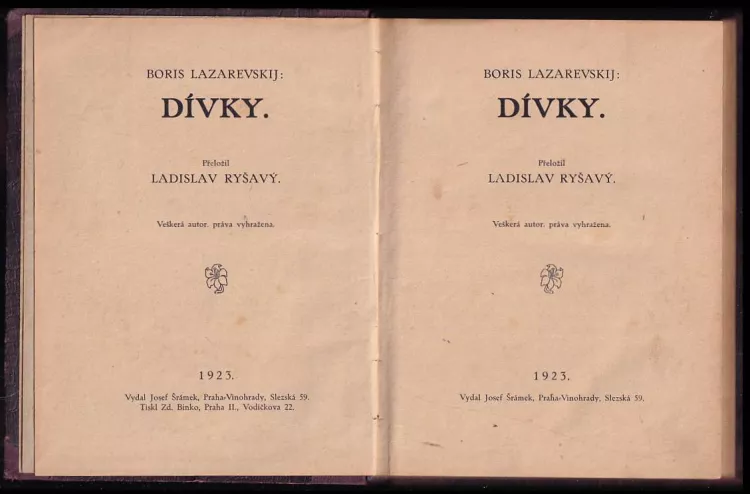 BORIS LAZAREVSKIJ:
DÍVKY.
Přeložil
LADISLAV RYŠAVÝ.
Veškerá autor. práva vyhražena.
1923.
Vydal Josef Šrámek, Praha-Vinohrady, Slezská 59.
Tiskl Zd. Binko, Praha II., Vodičkova 22.
BORIS LAZAREVSKIJ:
DÍVKY.
Přeložil
LADISLAV RYŠAVÝ.
Veškerá autor. práva vyhražena.
1923.
Vydal Josef Šrámek, Praha-Vinohrady, Slezská 59.